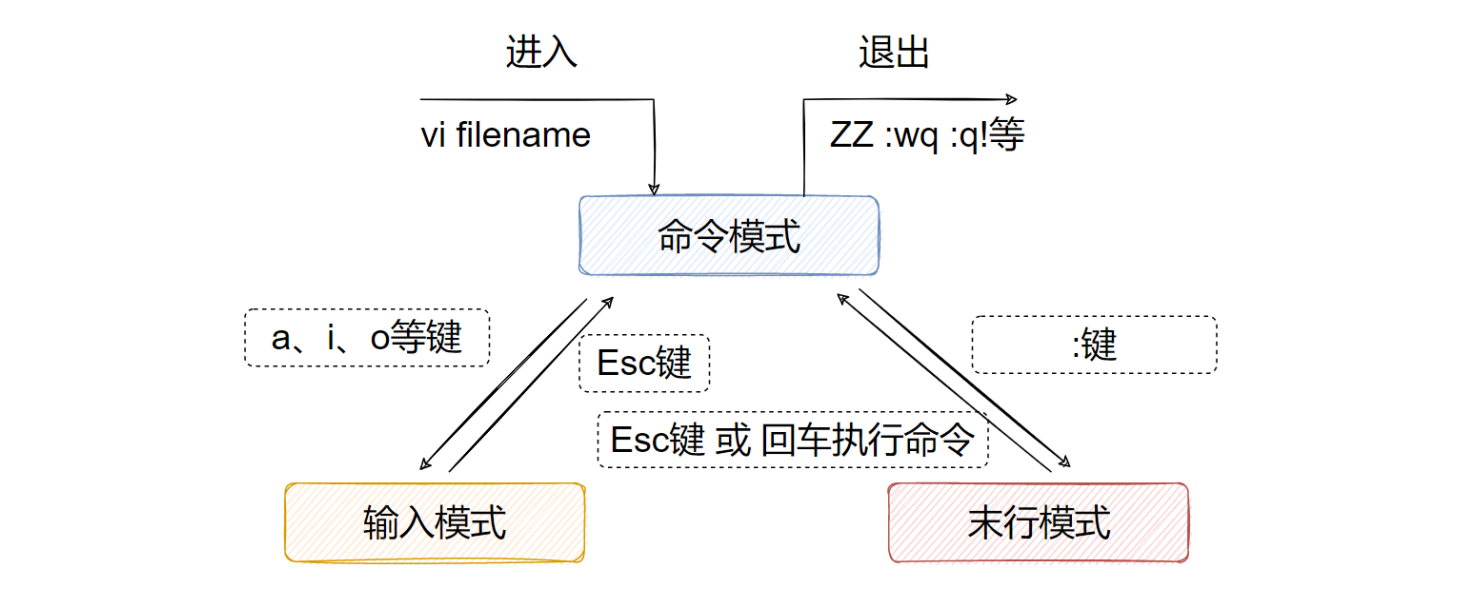 进入
退出
vi filename
ZZ :wq :q!等
命令模式
a、i、o等键
Esc键
:键
Esc键 或 回车执行命令
输入模式
末行模式